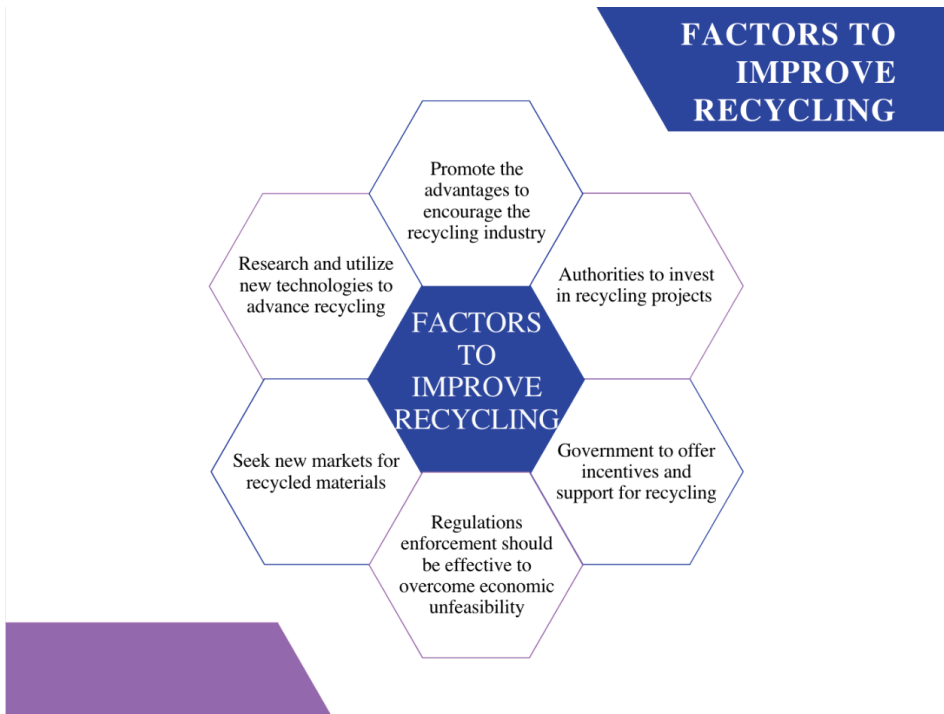 FACTORS TO
IMPROVE
RECYCLING
Promote the
advantages to
encourage the
recycling industry
Authorities to invest
in recycling projects
Government to offer
incentives and
support for recycling
Regulations
enforcement should
be effective to
overcome economic
unfeasibility
Seek new markets for
recycled materials
Research and utilize
new technologies to
advance recycling
FACTORS
TO
IMPROVE
RECYCLING